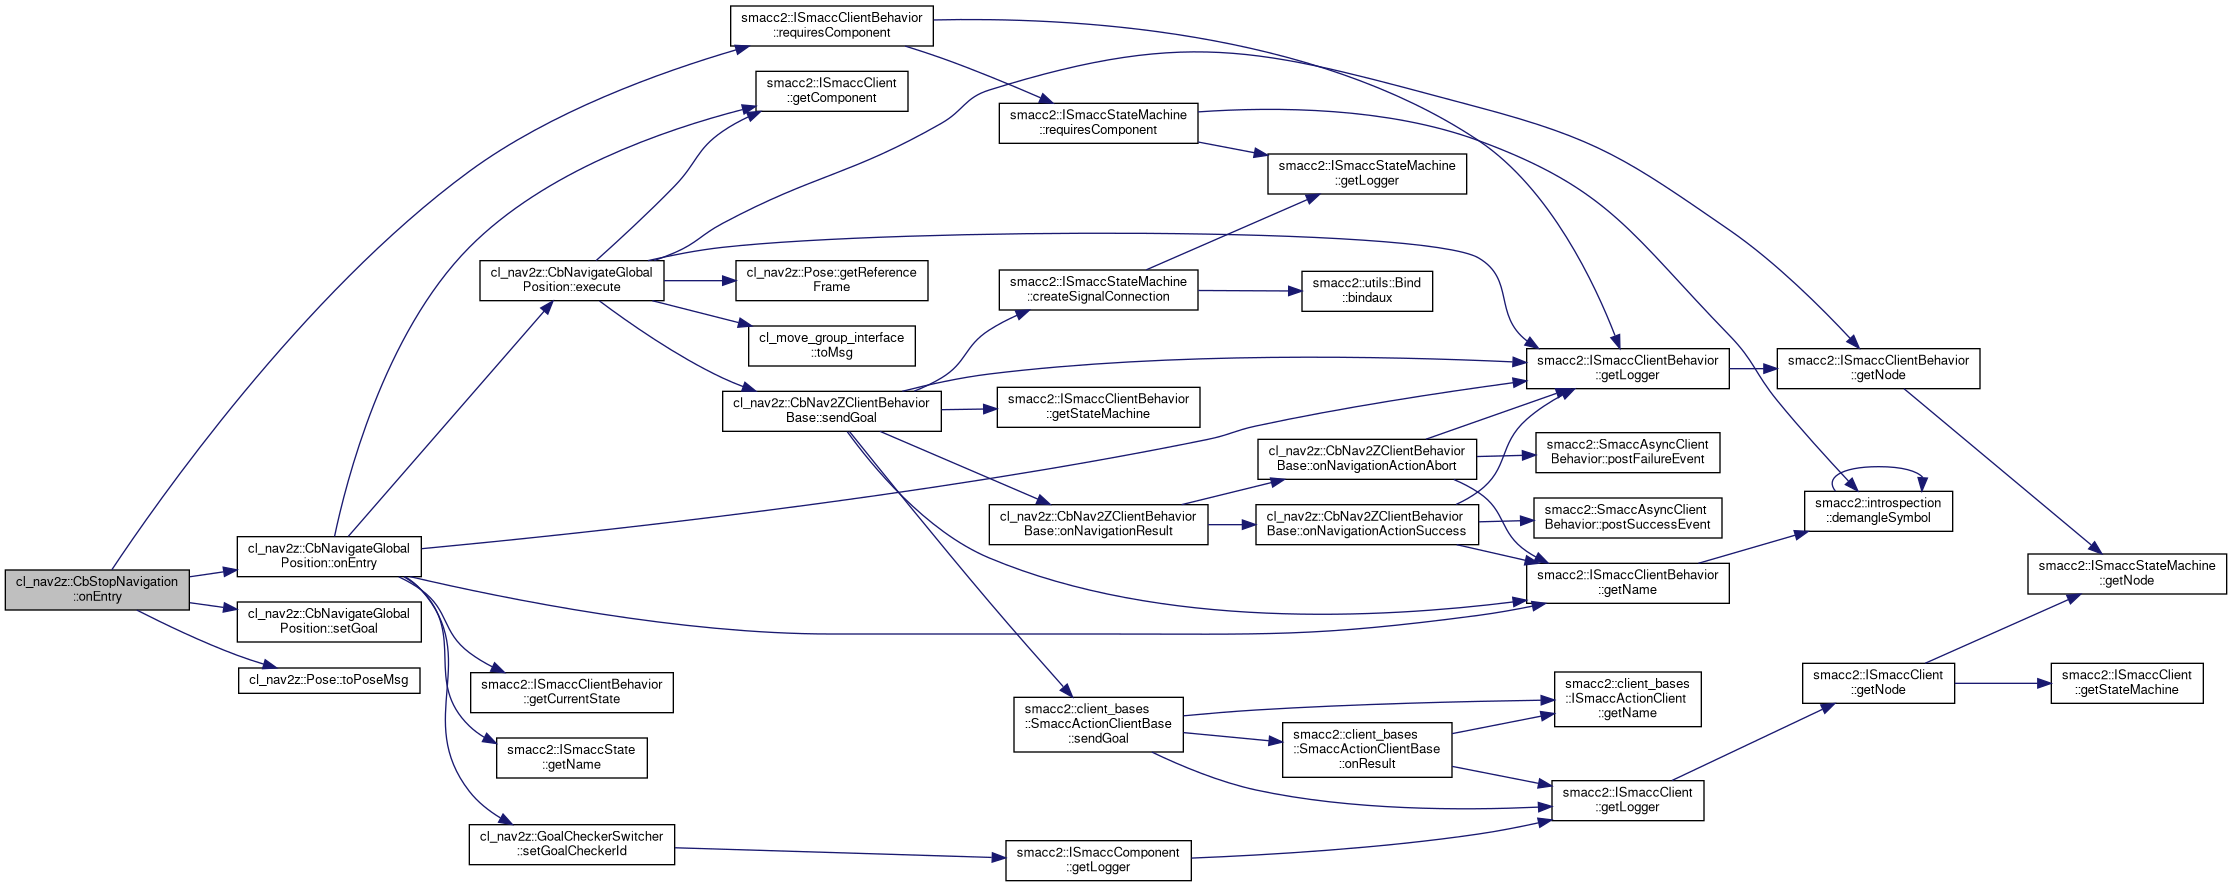 smacc2::ISmaccClientBehavior
::requiresComponent
smacc2::ISmaccClient
::getComponent
smacc2::ISmaccStateMachine
::requiresComponent
smacc2::ISmaccStateMachine
::getLogger
cl_nav2z::CbNavigateGlobal
Position::execute
cl_nav2z::Pose::getReference
Frame
smacc2::ISmaccStateMachine
::createSignalConnection
smacc2::utils::Bind
::bindaux
cl_move_group_interface
::toMsg
smacc2::ISmaccClientBehavior
::getLogger
smacc2::ISmaccClientBehavior
::getNode
cl_nav2z::CbNav2ZClientBehavior
Base::sendGoal
smacc2::ISmaccClientBehavior
::getStateMachine
cl_nav2z::CbNav2ZClientBehavior
Base::onNavigationActionAbort
smacc2::SmaccAsyncClient
Behavior::postFailureEvent
cl_nav2z::CbNav2ZClientBehavior
Base::onNavigationResult
cl_nav2z::CbNav2ZClientBehavior
Base::onNavigationActionSuccess
smacc2::SmaccAsyncClient
Behavior::postSuccessEvent
smacc2::introspection
::demangleSymbol
cl_nav2z::CbStopNavigation
::onEntry
cl_nav2z::CbNavigateGlobal
Position::onEntry
smacc2::ISmaccClientBehavior
::getName
smacc2::ISmaccStateMachine
::getNode
cl_nav2z::CbNavigateGlobal
Position::setGoal
cl_nav2z::Pose::toPoseMsg
smacc2::ISmaccClientBehavior
::getCurrentState
smacc2::client_bases
::SmaccActionClientBase
::sendGoal
smacc2::client_bases
::ISmaccActionClient
::getName
smacc2::ISmaccClient
::getNode
smacc2::ISmaccClient
::getStateMachine
smacc2::ISmaccState
::getName
smacc2::client_bases
::SmaccActionClientBase
::onResult
smacc2::ISmaccClient
::getLogger
cl_nav2z::GoalCheckerSwitcher
::setGoalCheckerId
smacc2::ISmaccComponent
::getLogger